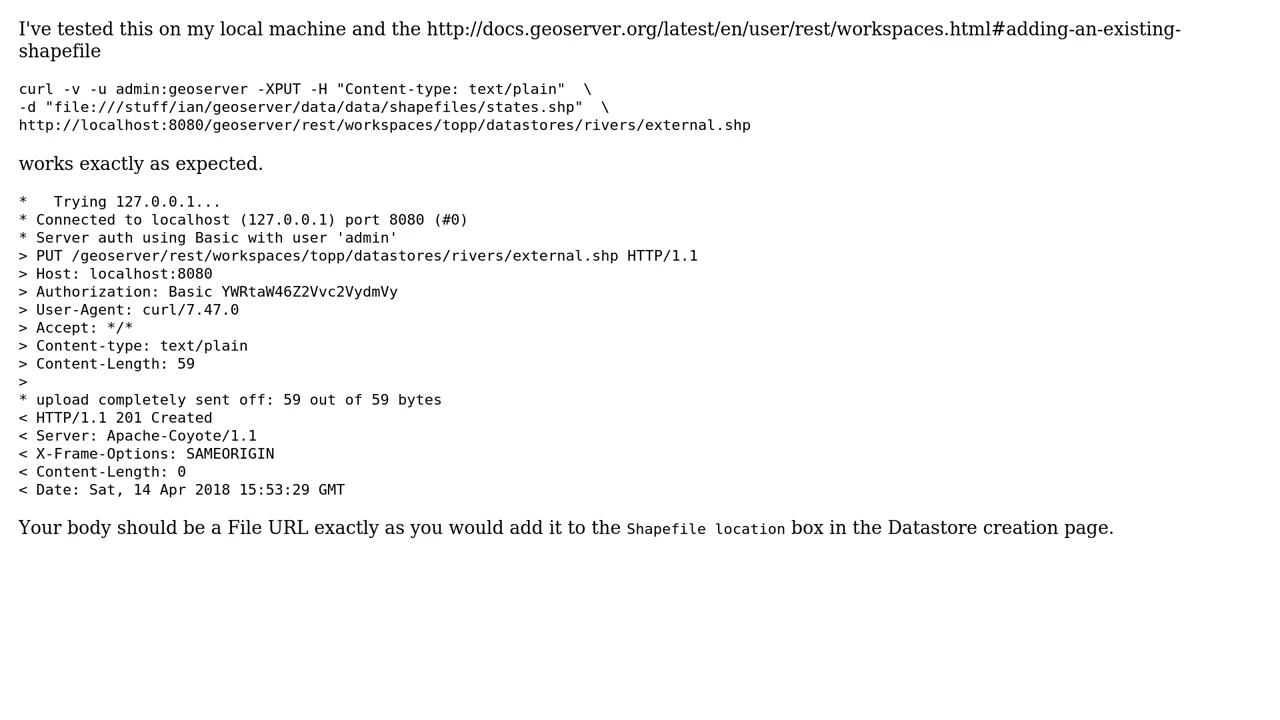 I've tested this on my local machine and the http://docs.geoserver.org/latest/en/user/rest/workspaces.html#adding-an-existing-
shapefile
curl -v -u admin:geoserver -XPUT -H "Content-type: text/plain"  \
-d "file:///stuff/ian/geoserver/data/data/shapefiles/states.shp"  \
http://localhost:8080/geoserver/rest/workspaces/topp/datastores/rivers/external.shp
works exactly as expected.
*   Trying 127.0.0.1...
* Connected to localhost (127.0.0.1) port 8080 (#0)
* Server auth using Basic with user 'admin'
> PUT /geoserver/rest/workspaces/topp/datastores/rivers/external.shp HTTP/1.1
> Host: localhost:8080
> Authorization: Basic YWRtaW46Z2Vvc2VydmVy
> User-Agent: curl/7.47.0
> Accept: */*
> Content-type: text/plain
> Content-Length: 59
>
* upload completely sent off: 59 out of 59 bytes
< HTTP/1.1 201 Created
< Server: Apache-Coyote/1.1
< X-Frame-Options: SAMEORIGIN
< Content-Length: 0
< Date: Sat, 14 Apr 2018 15:53:29 GMT
Your body should be a File URL exactly as you would add it to the Shapefile location box in the Datastore creation page.